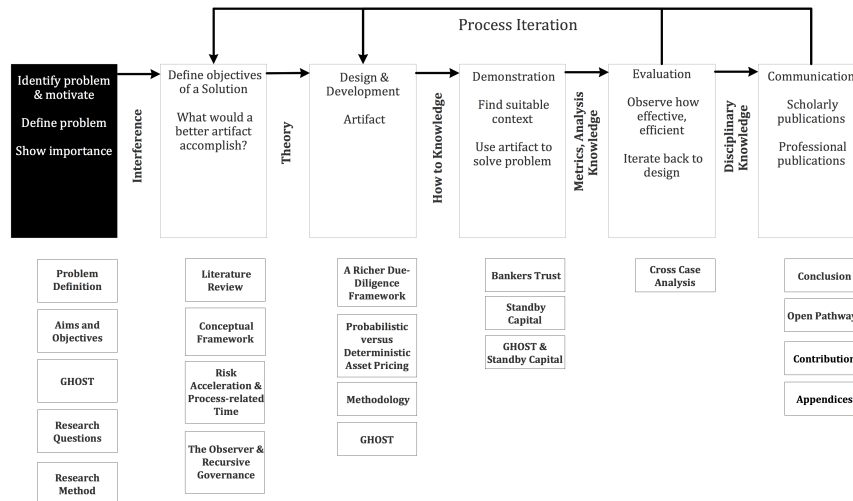 Process Iteration
Identify problem
& motivate
Define problem
Show importance
Interference
Define objectives
of a Solution
What would a
better artifact
accomplish?
Theory
Design &
Development
Artifact
How to Knowledge
Demonstration
Find suitable
context
Use artifact to
solve problem
Metrics, Analysis
Knowledge
Evaluation
Observe how
effective,
efficient
Iterate back to
design
Disciplinary
Knowledge
Communication
Scholarly
publications
Professional
publications
Problem
Definition
Aims and
Objectives
GHOST
Research
Questions
Research
Method
Literature
Review
Conceptual
Framework
Risk
Acceleration &
Process-related
Time
The Observer &
Recursive
Governance
A Richer Due-
Diligence
Framework
Probabilistic
versus
Deterministic
Asset Pricing
Methodology
GHOST
Bankers Trust
Standby
Capital
GHOST &
Standby Capital
Cross Case
Analysis
Conclusion
Open Pathway
Contribution
Appendices